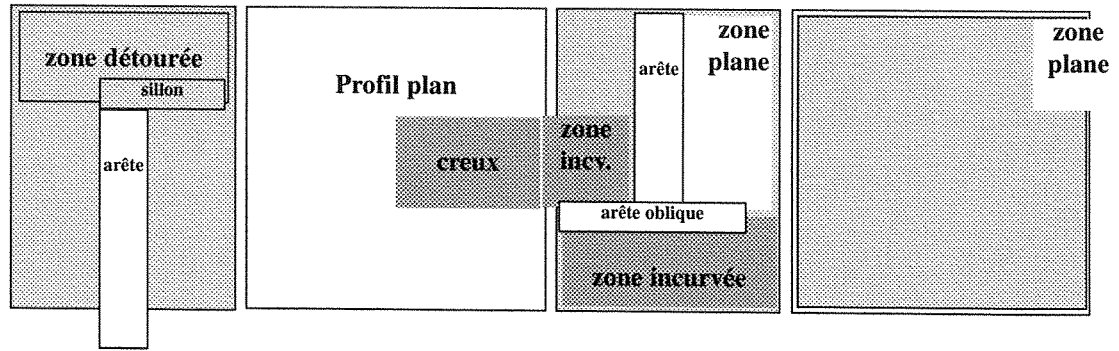 zone détourée
sillon
arête
Profil plan
creux
zone
incv.
arête
zone
plane
arête oblique
zone incurvée
zone
plane